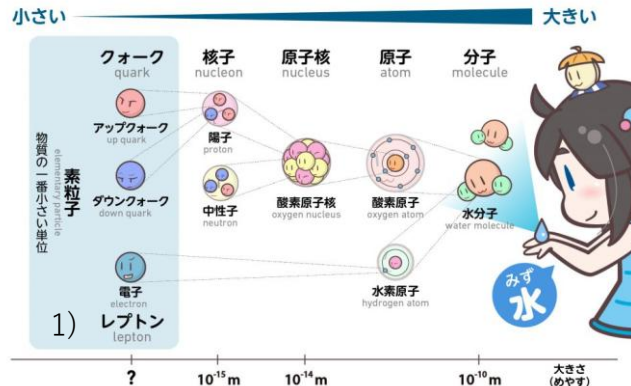 小さい
大きい
クォーク
quark
核子
nucleon
原子核
nucleus
原子
atom
分子
molecule
物質の一番小さい単位
素粒子
elementary particle
アップクォーク
up quark
ダウンクォーク
down quark
電子
electron
1)
レプトン
lepton
陽子
proton
中性子
neutron
酸素原子核
oxygen nucleus
酸素原子
oxygen atom
水素原子
hydrogen atom
水分子
water molecule
みず
水
?
10⁻¹⁵m
10⁻¹⁴m
10⁻¹⁰m
大きさ
(めやす)